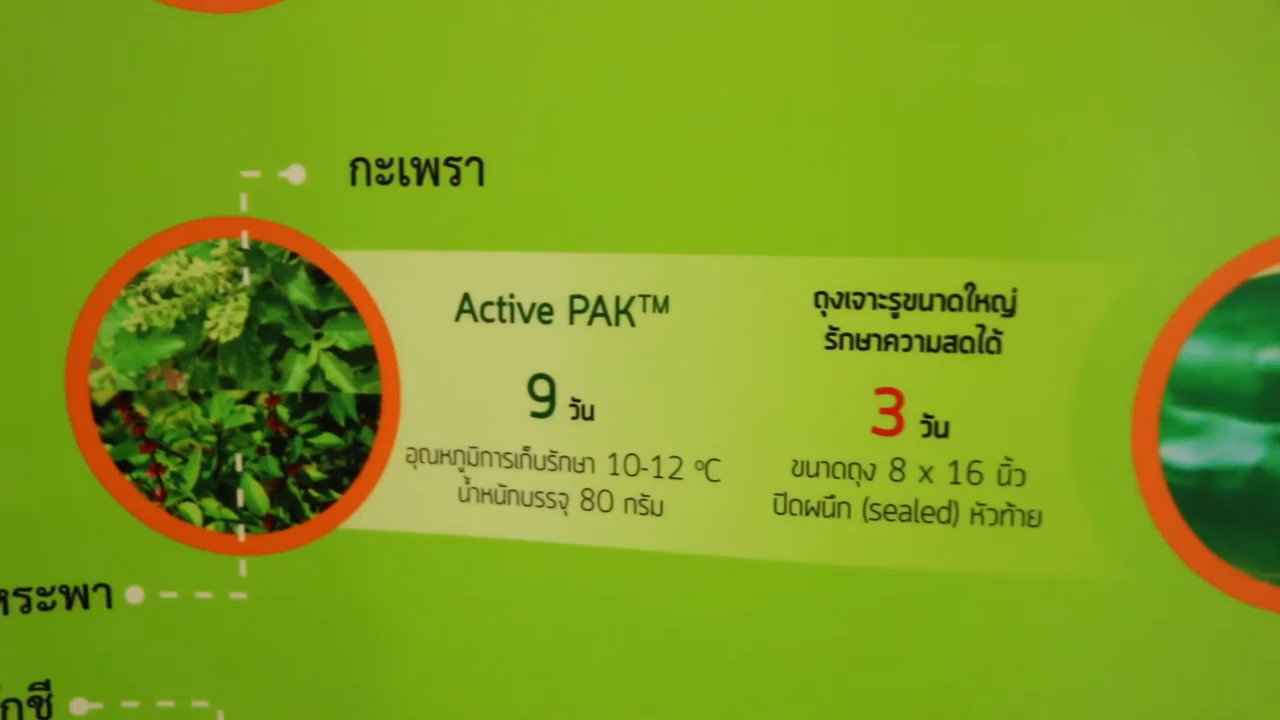 กะเพรา
Active PAK™
9 วัน
อุณหภูมิการเก็บรักษา 10-12 ºC
น้ำหนักบรรจุ 80 กรัม
ถุงเจาะรูขนาดใหญ่
รักษาความสดได้
3 วัน
ขนาดถุง 8 x 16 นิ้ว
ปิดผนึก (sealed) หัวท้าย